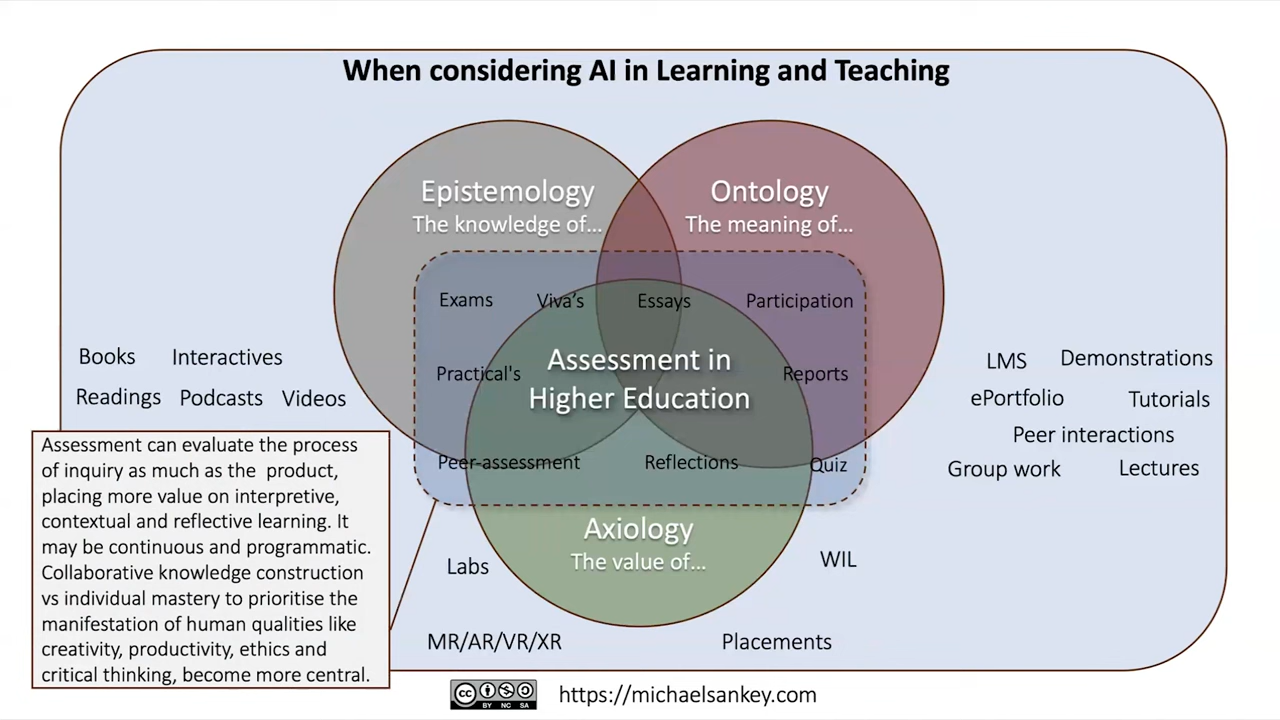 When considering AI in Learning and Teaching
Epistemology
The knowledge of...
Ontology
The meaning of...
Exams Viva’s Essays Participation
Assessment in
Higher Education
Practical's Reports
Peer-assessment Reflections Quiz
Axiology
The value of...
Books Interactives
Readings Podcasts Videos
LMS Demonstrations
ePortfolio Tutorials
Peer interactions
Group work Lectures
Assessment can evaluate the process
of inquiry as much as the product,
placing more value on interpretive,
contextual and reflective learning. It
may be continuous and programmatic.
Collaborative knowledge construction
vs individual mastery to prioritise the
manifestation of human qualities like
creativity, productivity, ethics and
critical thinking, become more central.
Labs WIL
MR/AR/VR/XR Placements
cc BY NC SA
https://michaelsankey.com